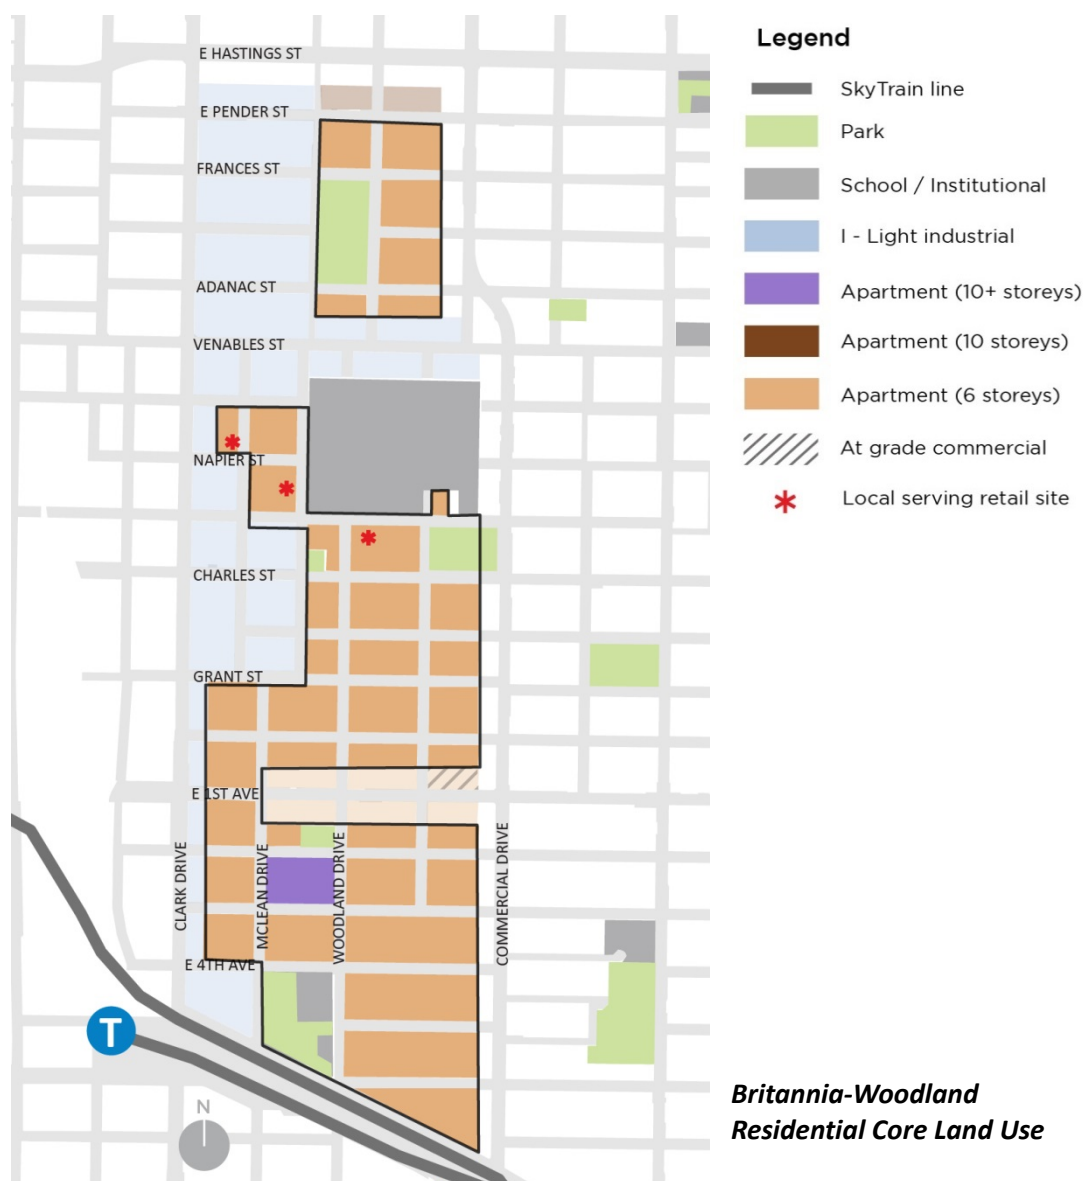 E HASTINGS ST
E PENDER ST
FRANCES ST
ADANAC ST
VENABLES ST
NAPIER ST
CHARLES ST
GRANT ST
E 1ST AVE
CLARK DRIVE
MCLEAN DRIVE
WOODLAND DRIVE
COMMERCIAL DRIVE
E 4TH AVE
T
N
Legend
SkyTrain line
Park
School / Institutional
I - Light industrial
Apartment (10+ storeys)
Apartment (10 storeys)
Apartment (6 storeys)
At grade commercial
Local serving retail site
Britannia-Woodland
Residential Core Land Use